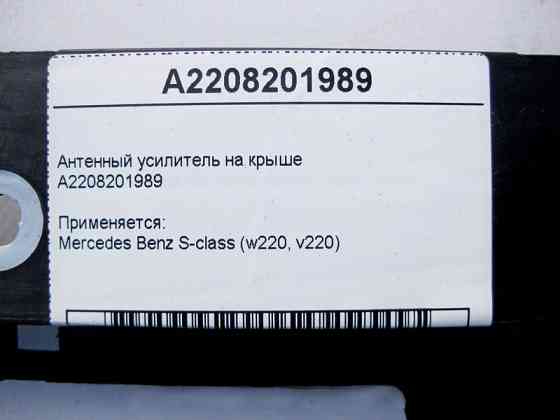 A2208201989
Антенный усилитель на крыше
A2208201989
Применяется:
Mercedes Benz S-class (w220, v220)